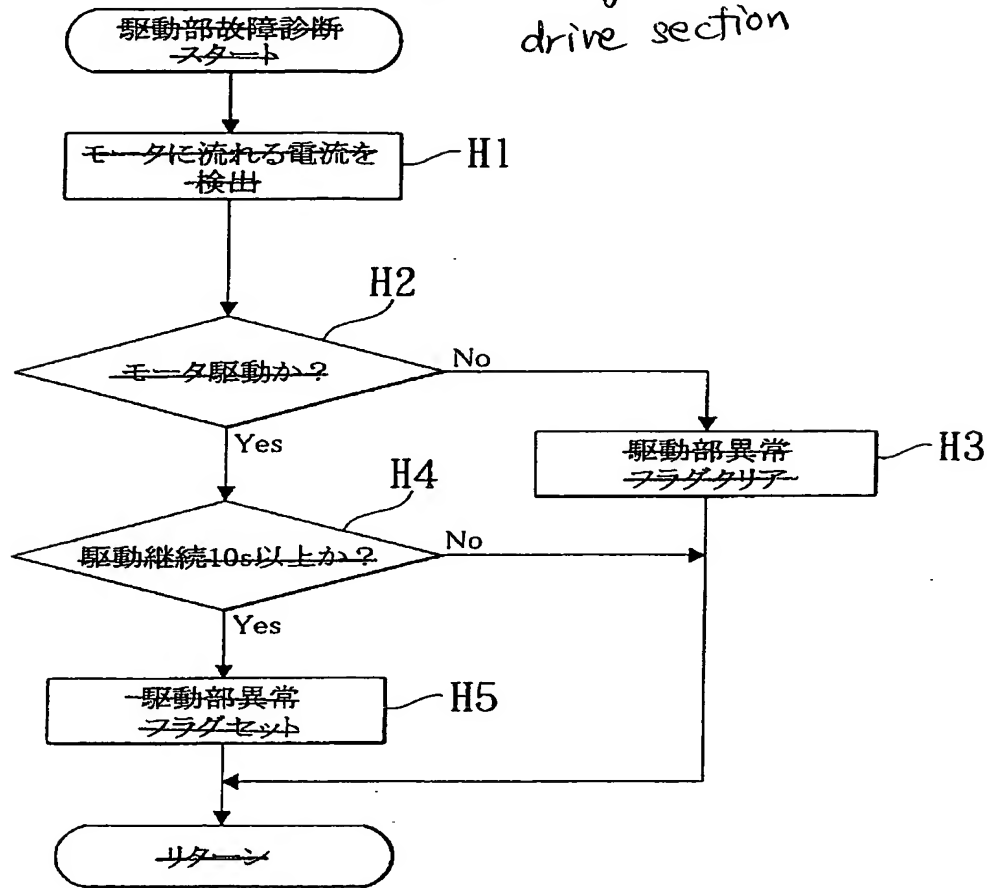 drive section
駆動部故障診断
スタート
モータに流れる電流を
検出
H1
H2
モータ駆動か?
No
Yes
駆動部異常
フラグクリア
H3
H4
駆動継続10s以上か?
No
Yes
駆動部異常
フラグセット
H5
リターン